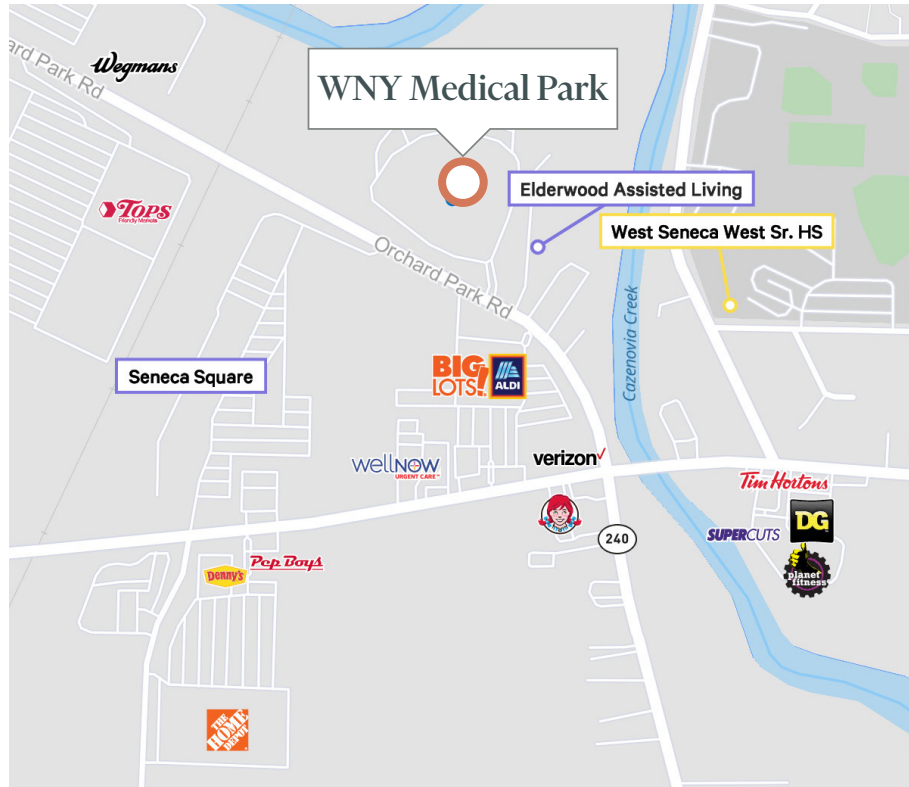 Wegmans
ard Park Rd
WNY Medical Park
TOPS
Friendly Markets
Elderwood Assisted Living
West Seneca West Sr. HS
Orchard Park Rd
Cazenovia Creek
Seneca Square
BIG
LOTS!
ALDI
wellNOW
URGENT CARE™
verizon✓
Tim Hortons
Wendy's
SUPERCUTS
DG
240
Denny's
Pep Boys
planet
fitness
THE
HOME
DEPOT